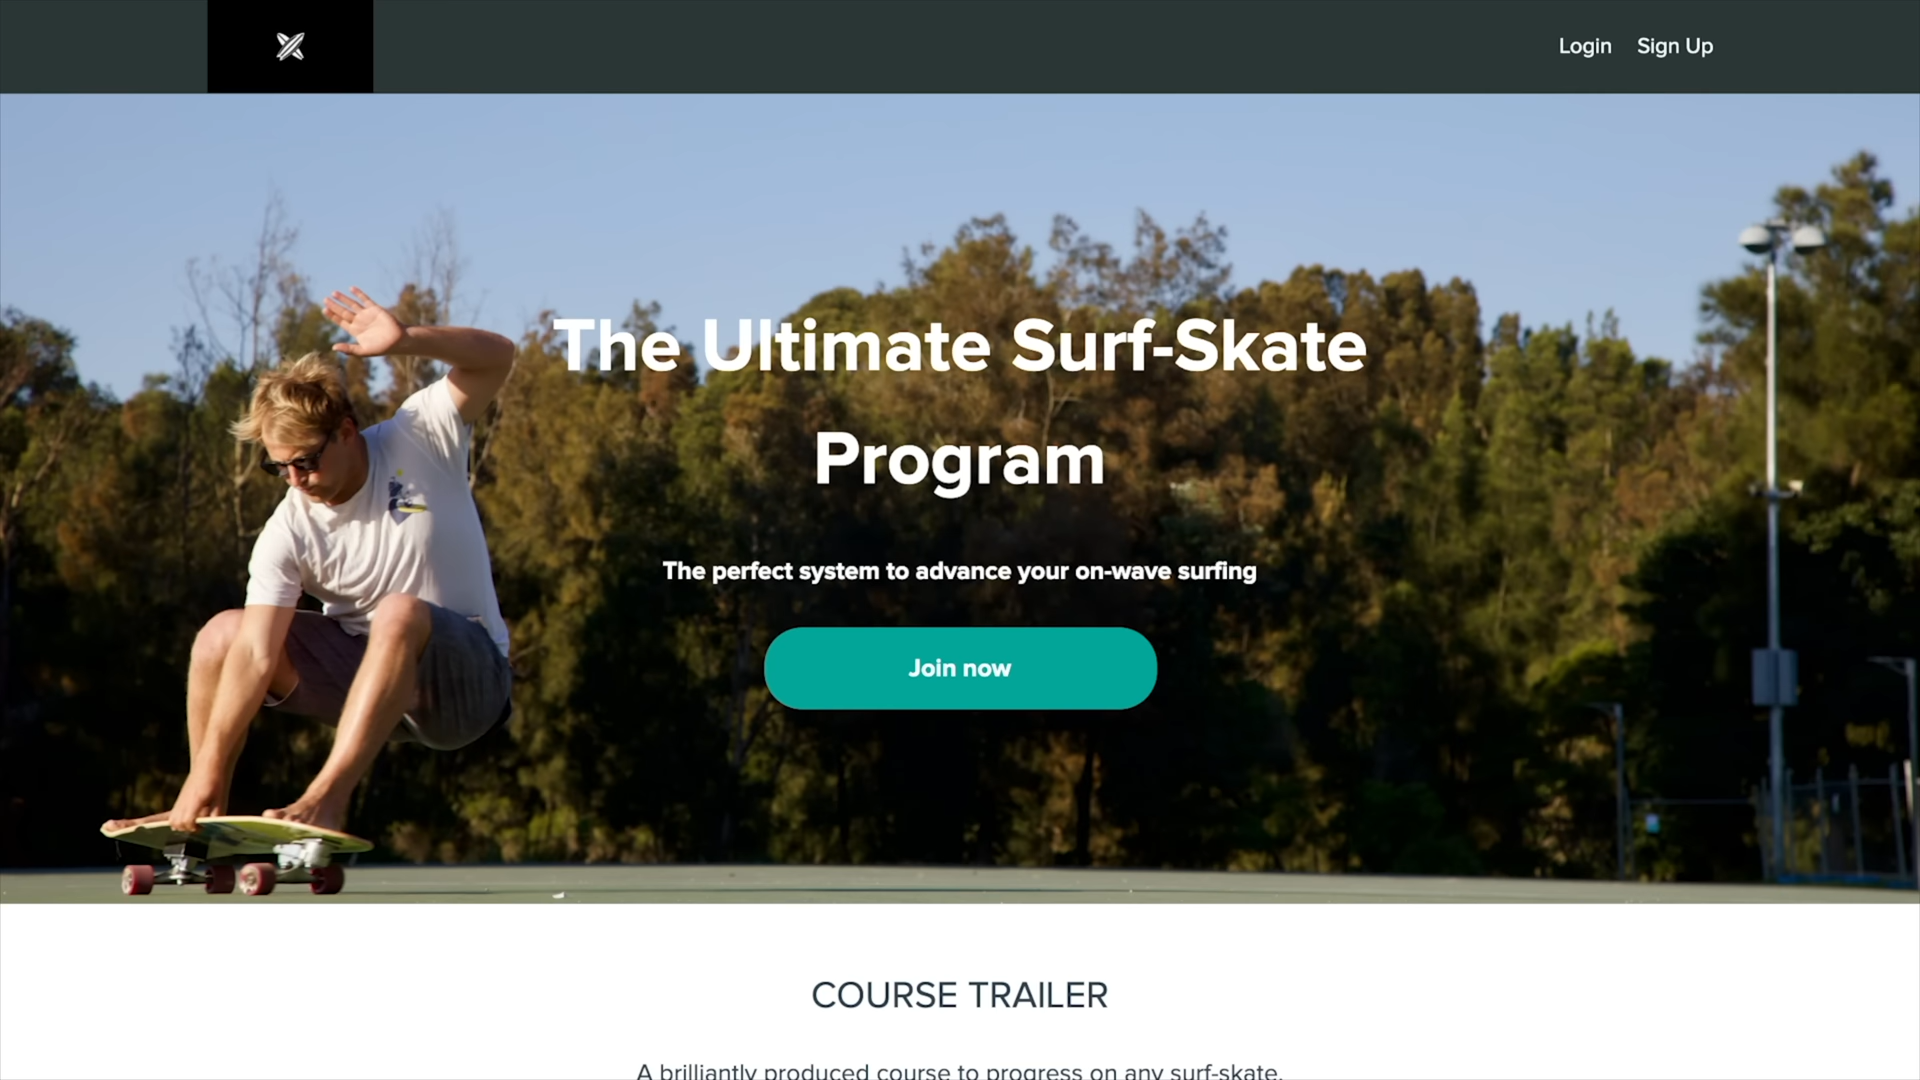 Login Sign Up
The Ultimate Surf-Skate
Program
The perfect system to advance your on-wave surfing
Join now
COURSE TRAILER
A brilliantly produced course to progress on any surf-skate.